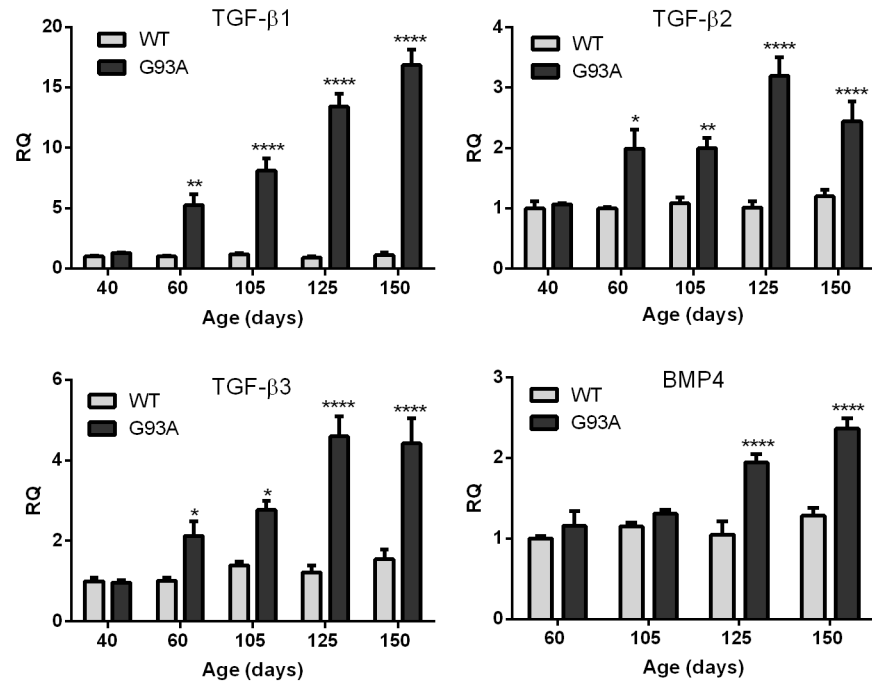 TGF-β1
WT
G93A
20
15
10
5
0
RQ
**
****
****
****
40 60 105 125 150
Age (days)
TGF-β2
WT
G93A
4
3
2
1
0
RQ
*
**
****
****
40 60 105 125 150
Age (days)
TGF-β3
WT
G93A
6
4
2
0
RQ
*
*
****
****
40 60 105 125 150
Age (days)
BMP4
WT
G93A
3
2
1
0
RQ
****
****
60 105 125 150
Age (days)